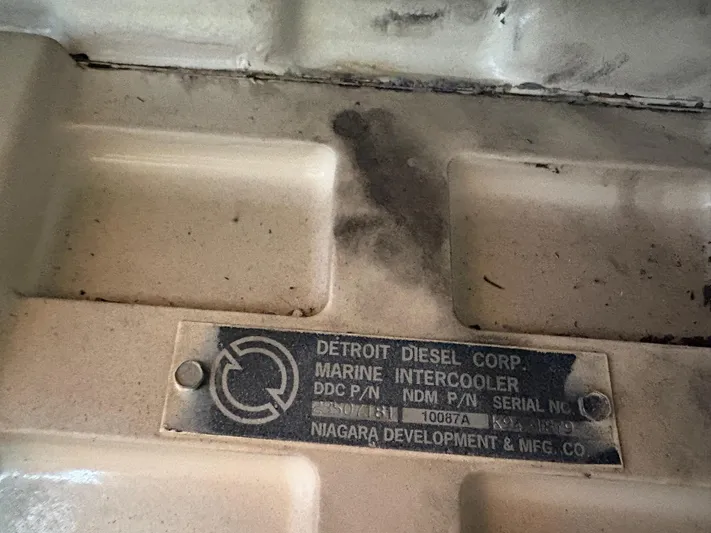 DETROIT DIESEL CORP.
MARINE INTERCOOLER
DDC P/N NDM P/N SERIAL NO.
10087A
NIAGARA DEVELOPMENT & MFG. CO.